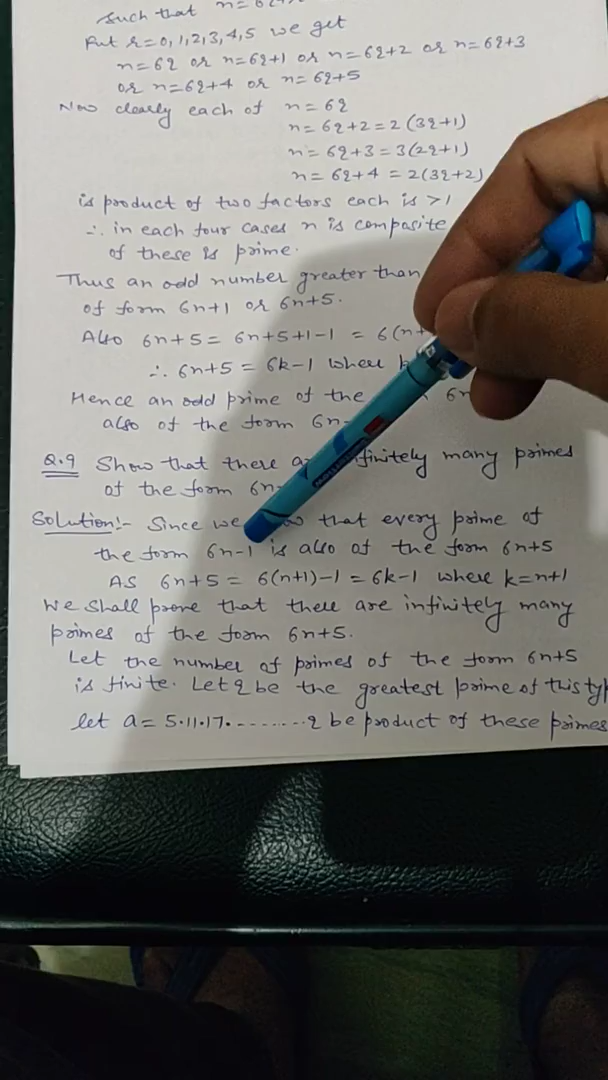 such that n=6
Put r=0,1,2,3,4,5 we get
n=6q or n=6q+1 or n=6q+2 or n=6q+3
or n=6q+4 or n=6q+5
Now clearly each of n=6q
n=6q+2=2(3q+1)
n=6q+3=3(2q+1)
n=6q+4=2(3q+2)
is product of two factors each is >1
∴ in each four cases n is composite
of these is prime.
Thus an odd number greater than
of form 6n+1 or 6n+5.
Also 6n+5=6n+5+1-1=6(n+
∴ 6n+5=6k-1 where
Hence an odd prime of the 6n
also of the form 6n-
Q.9 Show that there infinitely many primes
of the form 6n-
Solution:- Since we that every prime of
the form 6n-1 is also of the form 6n+5
As 6n+5=6(n+1)-1=6k-1 where k=n+1
We shall prove that there are infinitely many
primes of the form 6n+5.
Let the number of primes of the form 6n+5
is finite. Let q be the greatest prime of this
let a=5.11.17.........q be product of these primes